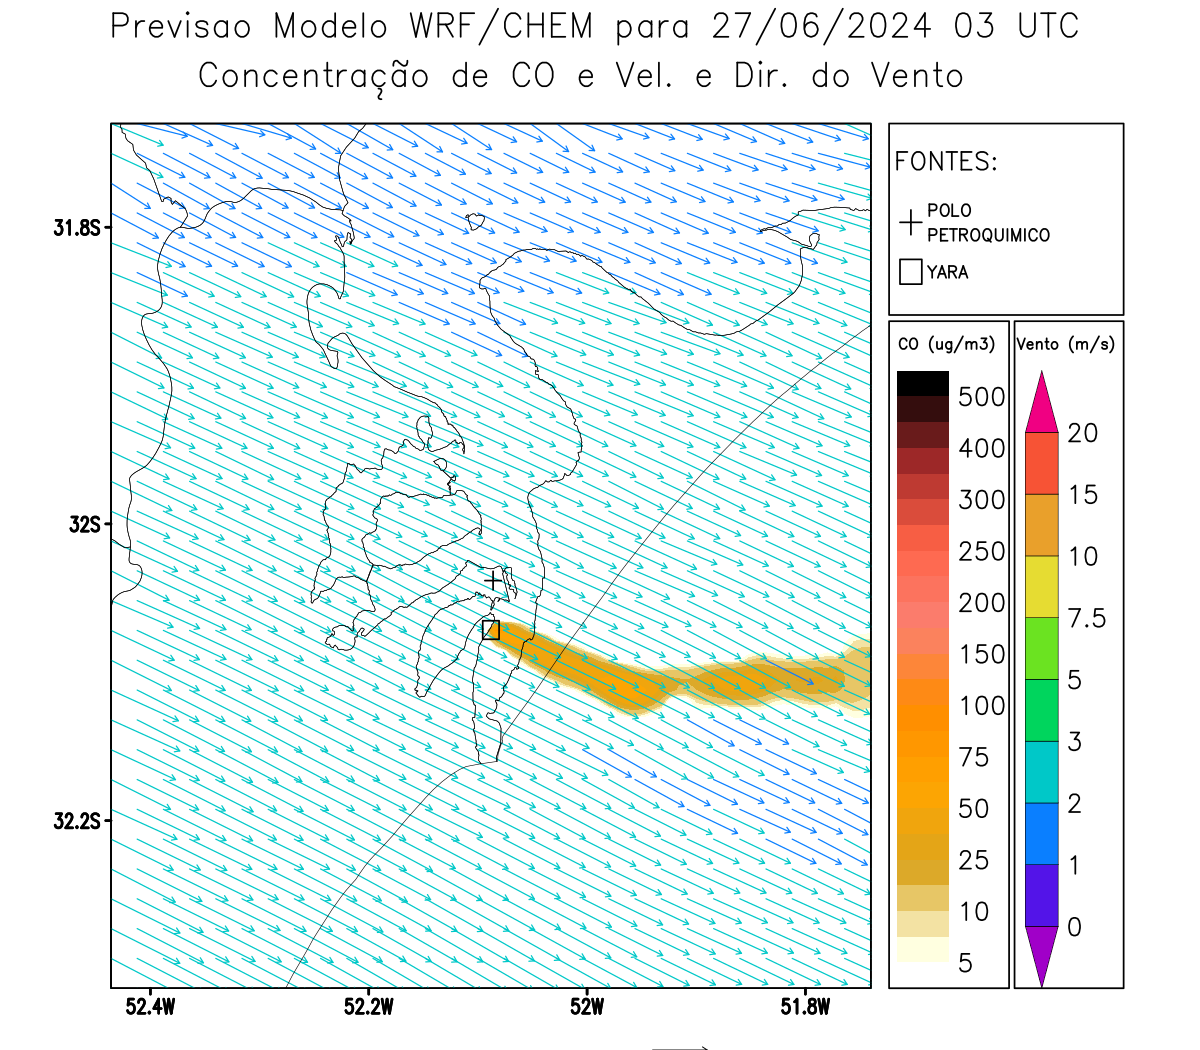 Previsao Modelo WRF/CHEM para 27/06/2024 03 UTC
Concentração de CO e Vel. e Dir. do Vento
FONTES:
POLO
PETROQUIMICO
YARA
CO (ug/m3)
500
400
300
250
200
150
100
75
50
25
10
5
Vento (m/s)
20
15
10
7.5
5
3
2
1
0
31.8S
32S
32.2S
52.4W
52.2W
52W
51.8W